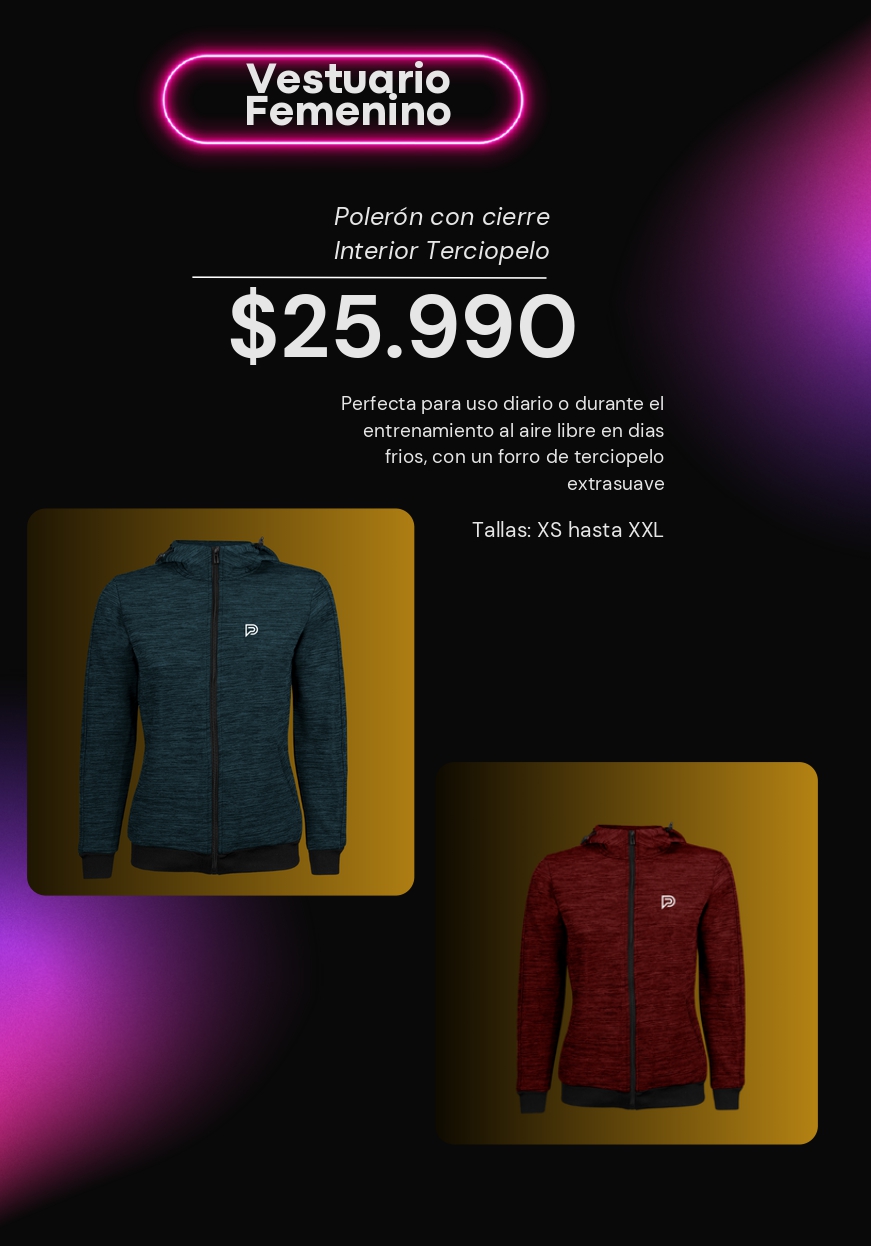 Vestuario
Femenino
Polerón con cierre
Interior Terciopelo
$25.990
Perfecta para uso diario o durante el
entrenamiento al aire libre en dias
frios, con un forro de terciopelo
extrasuave
Tallas: XS hasta XXL